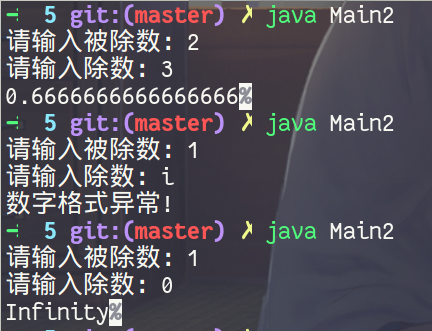 ➜ 5 git:(master) ✗ java Main2
请输入被除数: 2
请输入除数: 3
0.6666666666666666%
➜ 5 git:(master) ✗ java Main2
请输入被除数: 1
请输入除数: i
数字格式异常!
➜ 5 git:(master) ✗ java Main2
请输入被除数: 1
请输入除数: 0
Infinity%